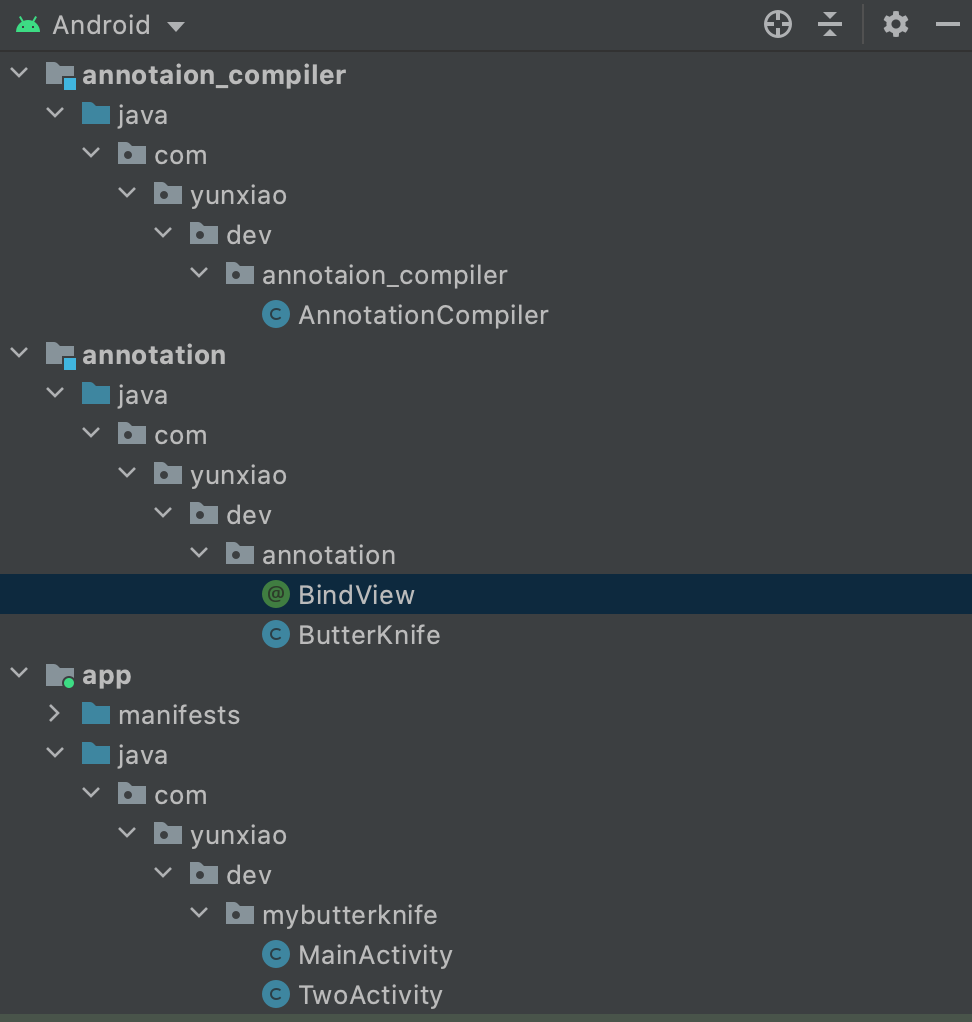 Android
annotaion_compiler
java
com
yunxiao
dev
annotaion_compiler
AnnotationCompiler
annotation
java
com
yunxiao
dev
annotation
BindView
ButterKnife
app
manifests
java
com
yunxiao
dev
mybutterknife
MainActivity
TwoActivity